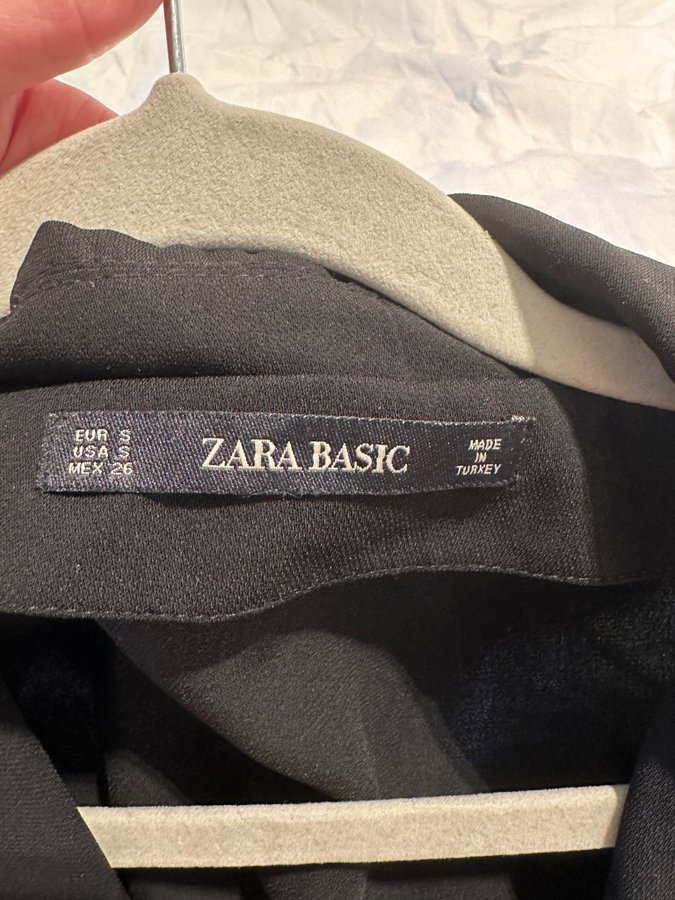 EUR S
USA S
MEX 26
ZARA BASIC
MADE
IN
TURKEY